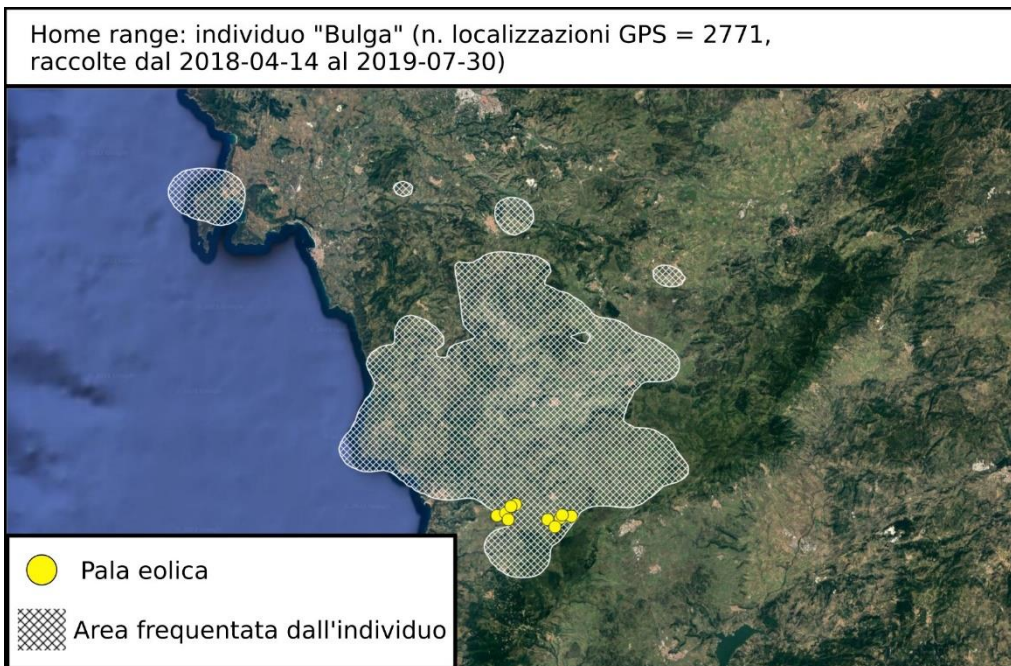 Home range: individuo "Bulga" (n. localizzazioni GPS = 2771,
raccolte dal 2018-04-14 al 2019-07-30)
Pala eolica
Area frequentata dall'individuo